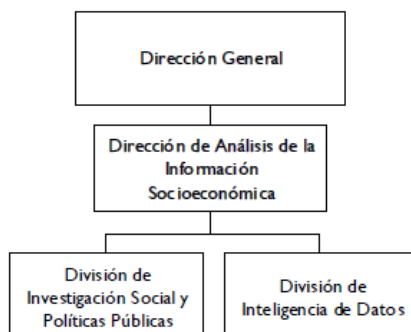 Dirección General
Dirección de Análisis de la
Información
Socioeconómica
División de
Investigación Social y
Políticas Públicas
División de
Inteligencia de Datos